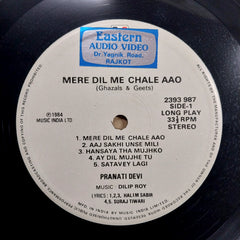 Eastern
AUDIO VIDEO
Dr. Yagnik Road,
RAJKOT
MERE DIL ME CHALE AAO
(Ghazals & Geets)
℗ 1984
MUSIC INDIA LTD
2393 987
SIDE-1
LONG PLAY
33⅓ RPM
STEREO
1. MERE DIL ME CHALE AAO
2. AAJ SAKHI UNSE MILI
3. HANSAYA THA MUJHKO
4. AY DIL MUJHE TU
5. SATAVEY LAGI
PRANATI DEVI
MUSIC : DILIP ROY
LYRICS : 1,2,3, HALIM SABIR
4,5. SURAJ TIWARI